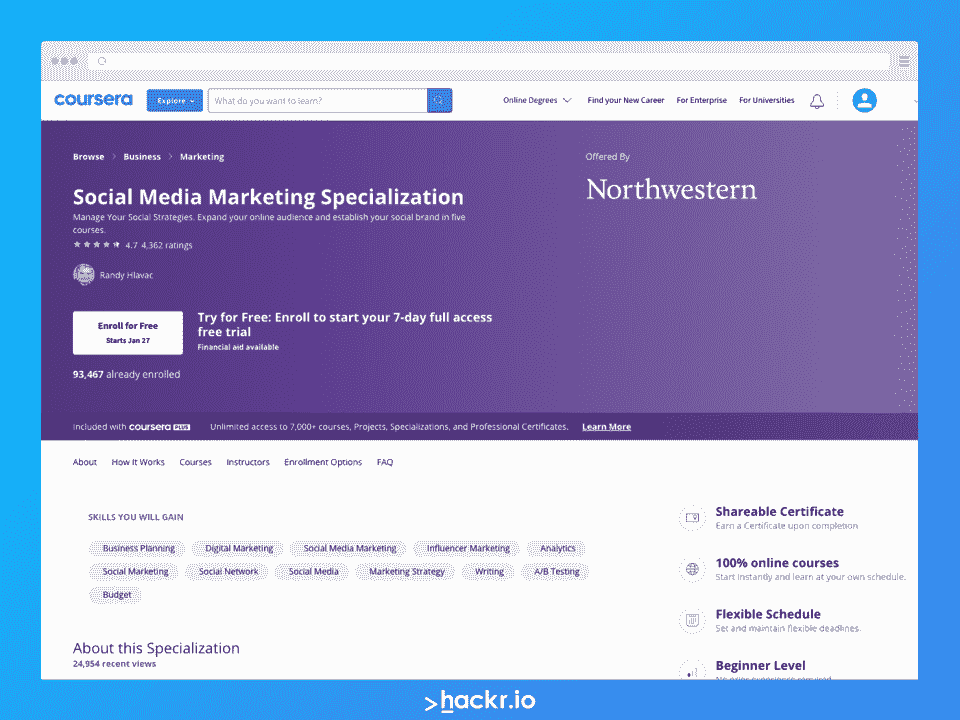 coursera
Explore
What do you want to learn?
Online Degrees
Find your New Career
For Enterprise
For Universities
Browse > Business > Marketing
Offered By
Northwestern
Social Media Marketing Specialization
Manage Your Social Strategies. Expand your online audience and establish your social brand in five
courses.
4.7 4,362 ratings
Randy Hlavac
Enroll for Free
Starts Jan 27
Try for Free: Enroll to start your 7-day full access
free trial
Financial aid available
93,467 already enrolled
Included with coursera PLUS
Unlimited access to 7,000+ courses, Projects, Specializations, and Professional Certificates.
Learn More
About
How It Works
Courses
Instructors
Enrollment Options
FAQ
SKILLS YOU WILL GAIN
Business Planning
Digital Marketing
Social Media Marketing
Influencer Marketing
Analytics
Social Marketing
Social Network
Social Media
Marketing Strategy
Writing
A/B Testing
Budget
Shareable Certificate
Earn a Certificate upon completion
100% online courses
Start instantly and learn at your own schedule.
Flexible Schedule
Set and maintain flexible deadlines.
Beginner Level
No prior experience required.
About this Specialization
24,954 recent views
>hackr.io